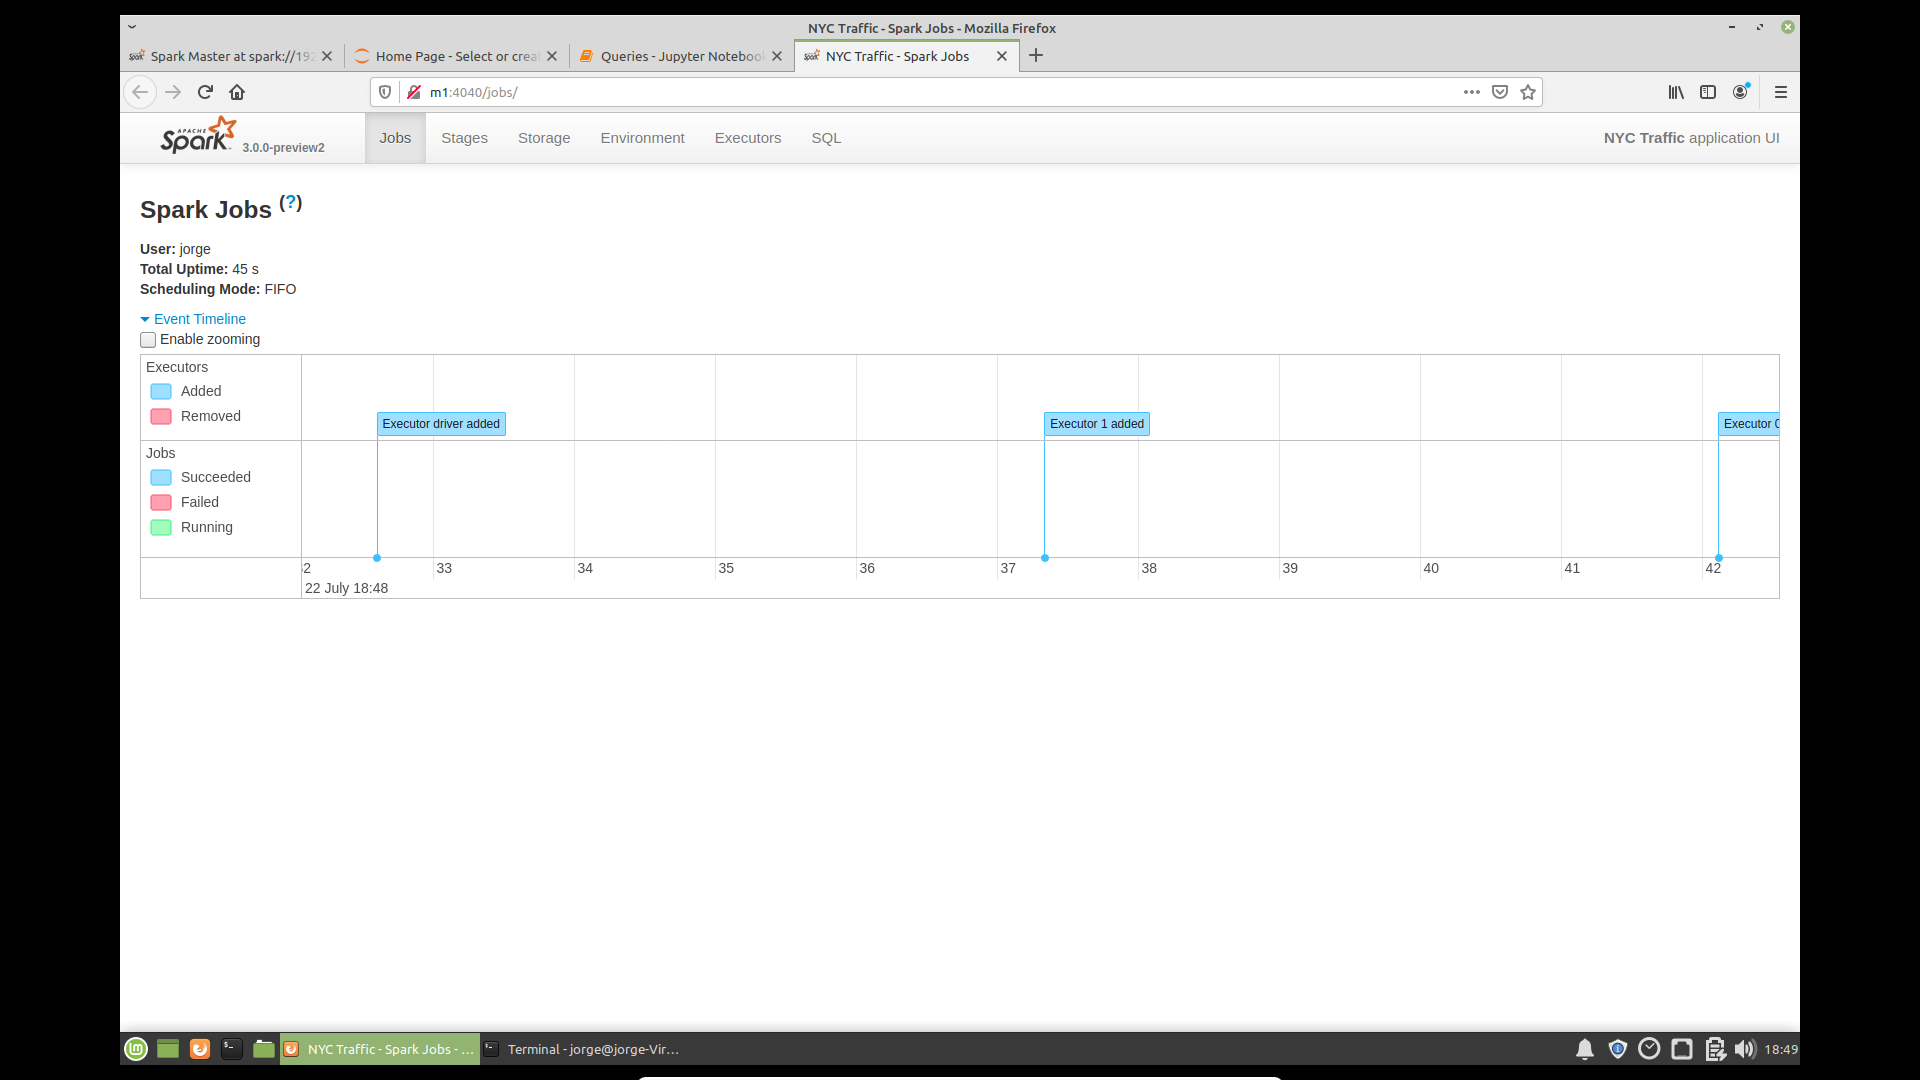 NYC Traffic - Spark Jobs - Mozilla Firefox
Spark Master at spark://192
Home Page - Select or crea
Queries - Jupyter Notebook
NYC Traffic - Spark Jobs
m1:4040/jobs/
APACHE Spark 3.0.0-preview2
Jobs
Stages
Storage
Environment
Executors
SQL
NYC Traffic application UI
Spark Jobs (?)
User: jorge
Total Uptime: 45 s
Scheduling Mode: FIFO
Event Timeline
Enable zooming
Executors
Added
Removed
Executor driver added
Executor 1 added
Executor 0
Jobs
Succeeded
Failed
Running
32 33 34 35 36 37 38 39 40 41 42
22 July 18:48
NYC Traffic - Spark Jobs - ...
Terminal - jorge@jorge-Vir...
18:49